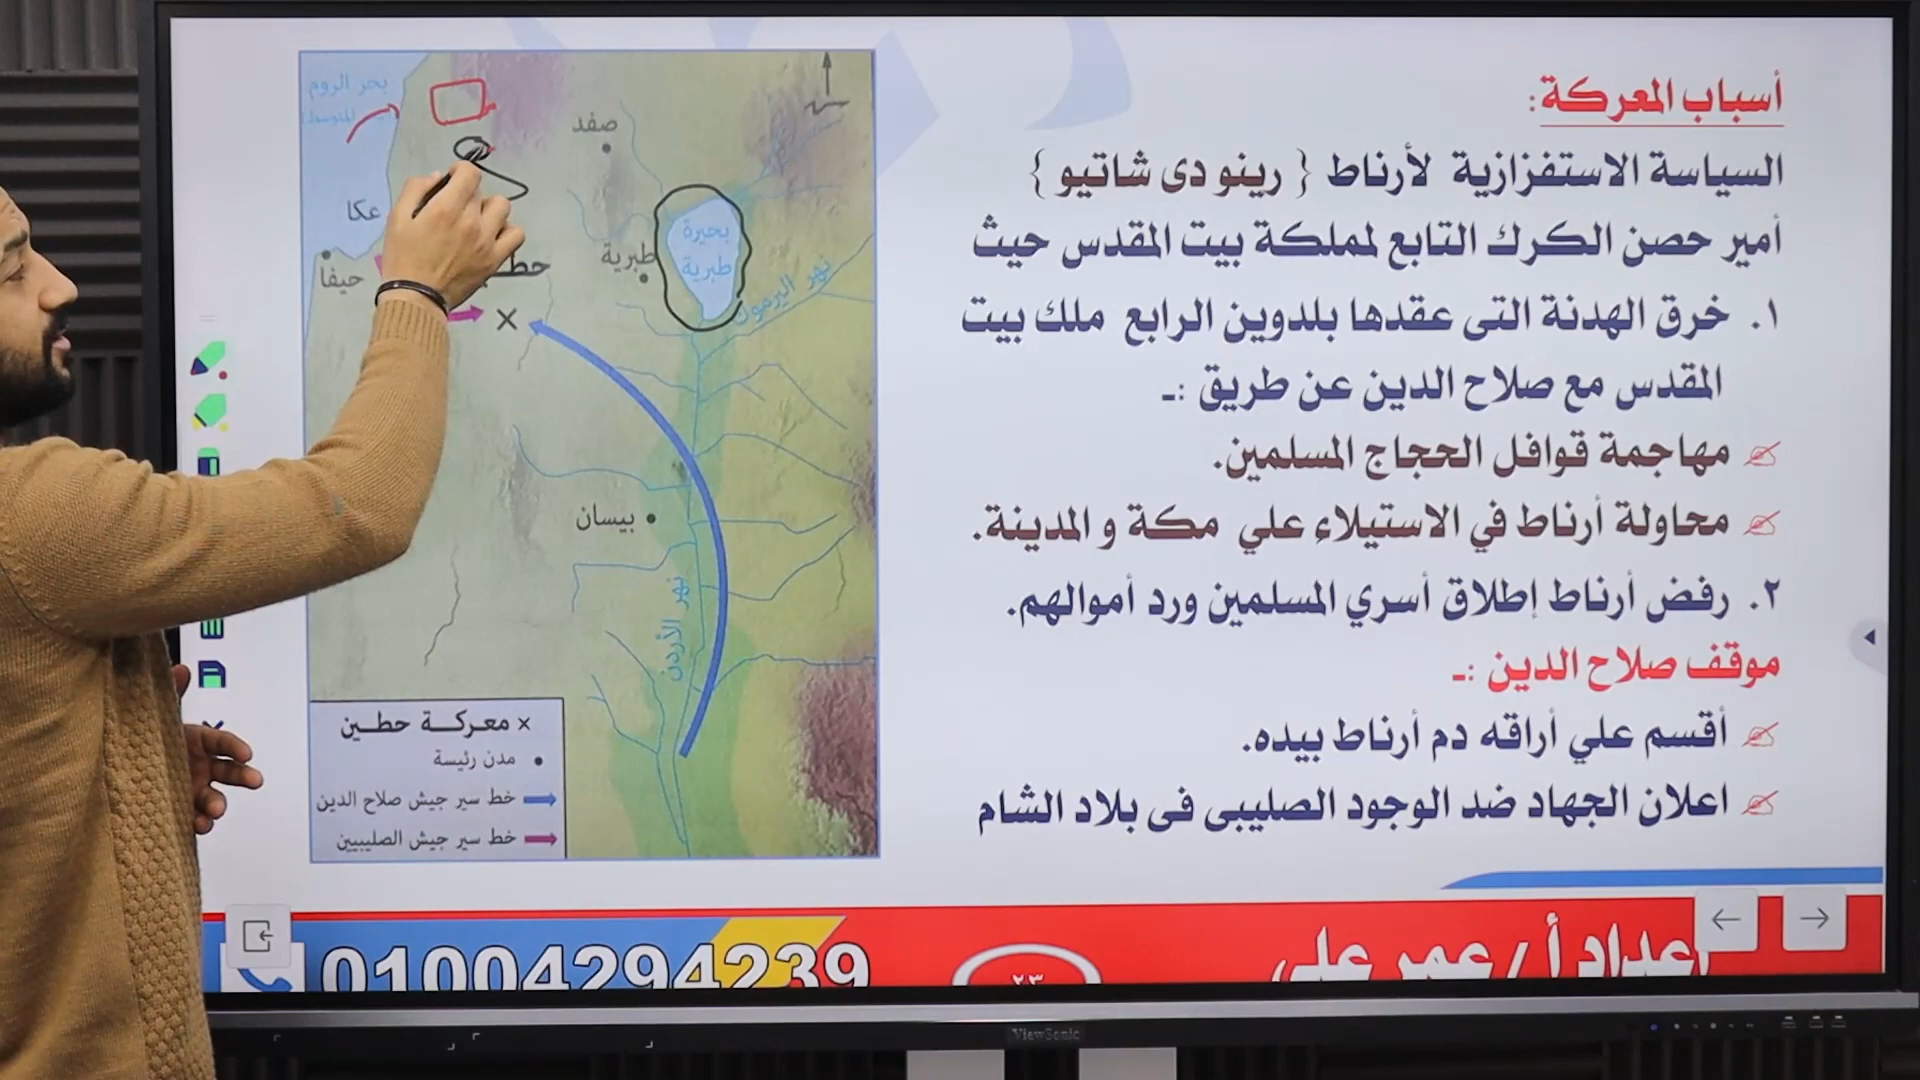 أسباب المعركة:
السياسة الاستفزازية لأرناط { رينو دى شاتيو }
أمير حصن الكرك التابع لمملكة بيت المقدس حيث
١. خرق الهدنة التى عقدها بلدوين الرابع ملك بيت
المقدس مع صلاح الدين عن طريق :ـ
مهاجمة قوافل الحجاج المسلمين.
محاولة أرناط في الاستيلاء علي مكة و المدينة.
٢. رفض أرناط إطلاق أسري المسلمين ورد أموالهم.
موقف صلاح الدين :ـ
أقسم علي أراقه دم أرناط بيده.
اعلان الجهاد ضد الوجود الصليبى فى بلاد الشام
بحر الروم
صفد
عكا
حيفا
طبرية
بحيرة
طبرية
نهر اليرموك
بيسان
نهر الأردن
× معركة حطين
مدن رئيسة
خط سير جيش صلاح الدين
خط سير جيش الصليبيين
إعداد أ / عمر علي
٢٣
01004294239
ViewSonic